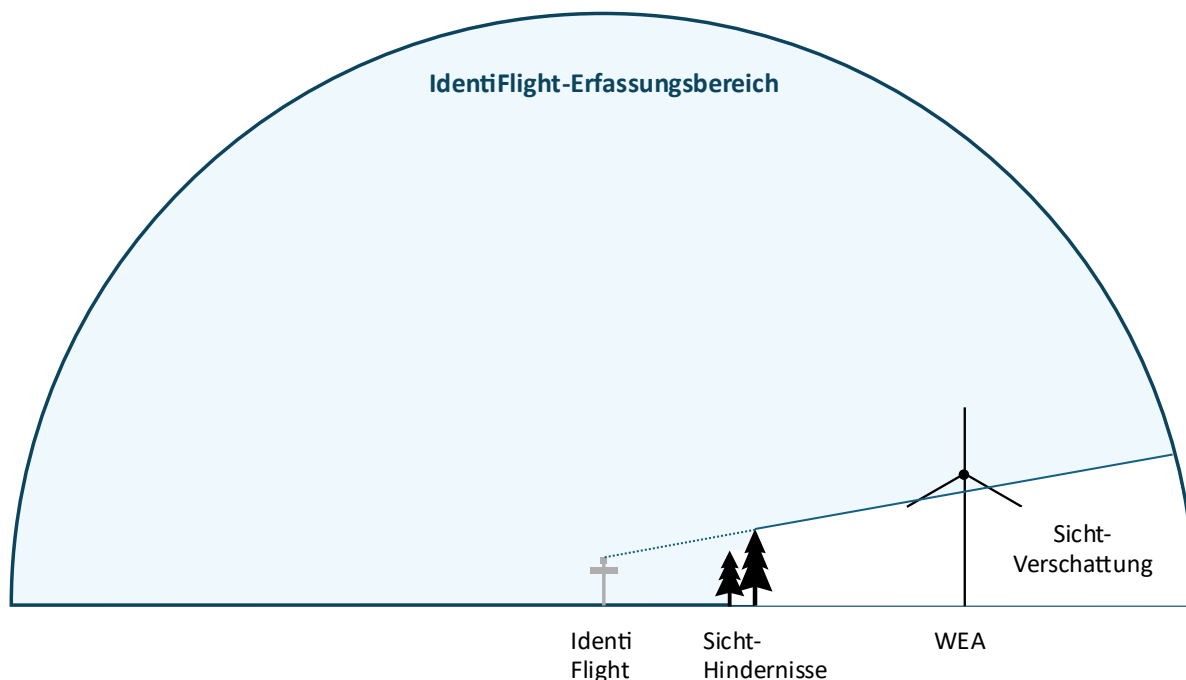 IdentiFlight-Erfassungsbereich
Sicht-
Verschattung
Identi
Flight
Sicht-
Hindernisse
WEA